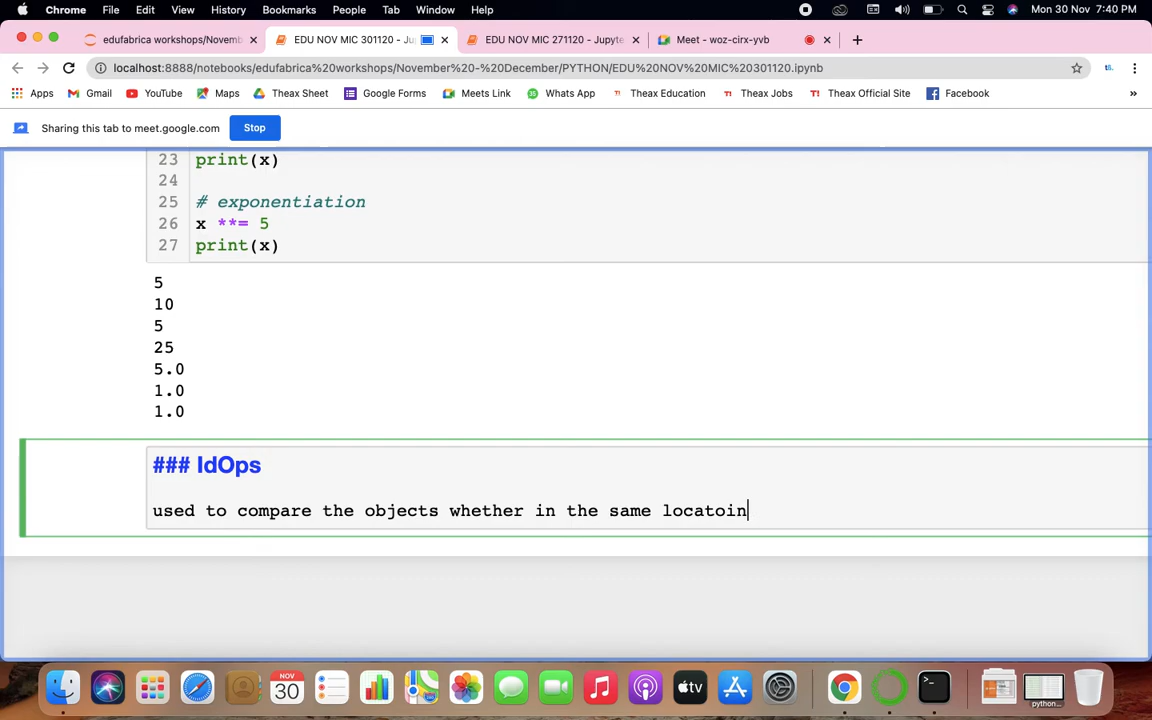 Chrome File Edit View History Bookmarks People Tab Window Help Mon 30 Nov 7:40 PM
edufabrica workshops/Novemb EDU NOV MIC 301120 - Ju EDU NOV MIC 271120 - Jupyte Meet - woz-cirx-yvb
localhost:8888/notebooks/edufabrica%20workshops/November%20-%20December/PYTHON/EDU%20NOV%20MIC%20301120.ipynb
Apps Gmail YouTube Maps Theax Sheet Google Forms Meets Link Whats App Theax Education Theax Jobs Theax Official Site Facebook »
Sharing this tab to meet.google.com Stop
23 print(x)
24
25 # exponentiation
26 x **= 5
27 print(x)
5
10
5
25
5.0
1.0
1.0
### IdOps
used to compare the objects whether in the same locatoin
NOV
30
tv
python...